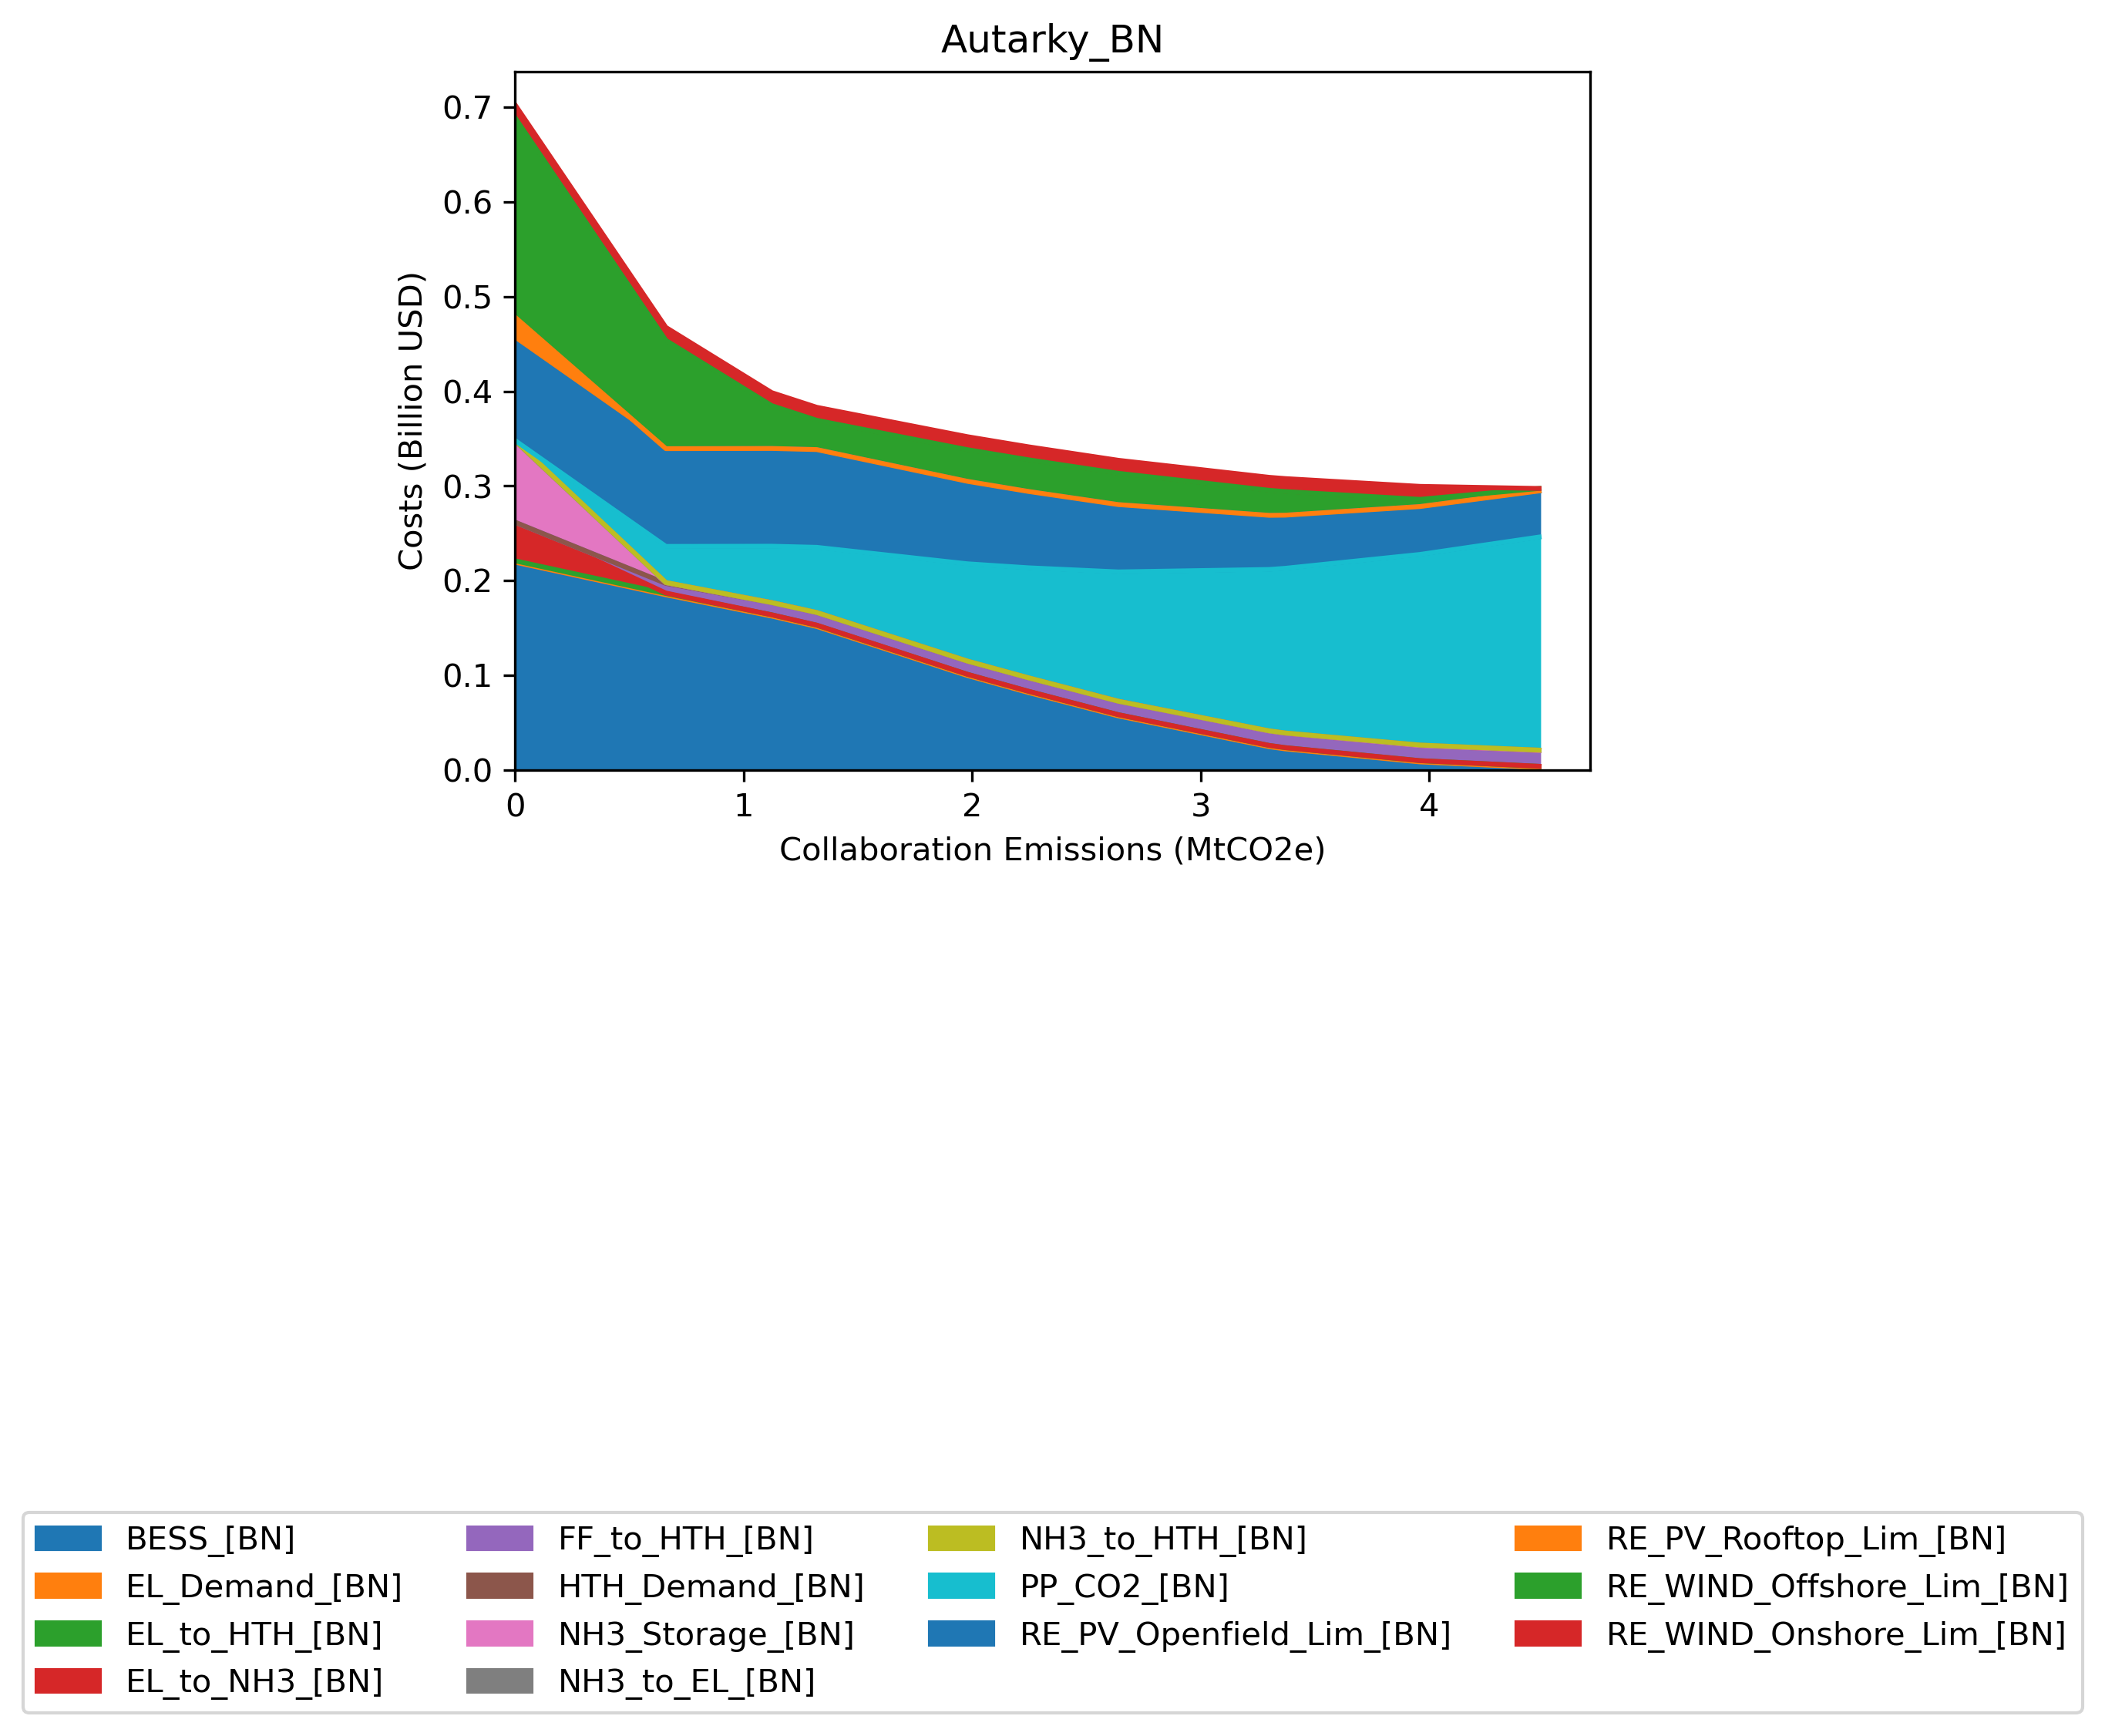 Autarky_BN
Costs (Billion USD)
0.7
0.6
0.5
0.4
0.3
0.2
0.1
0.0
0 1 2 3 4
Collaboration Emissions (MtCO2e)
BESS_[BN]
EL_Demand_[BN]
EL_to_HTH_[BN]
EL_to_NH3_[BN]
FF_to_HTH_[BN]
HTH_Demand_[BN]
NH3_Storage_[BN]
NH3_to_EL_[BN]
NH3_to_HTH_[BN]
PP_CO2_[BN]
RE_PV_Openfield_Lim_[BN]
RE_PV_Rooftop_Lim_[BN]
RE_WIND_Offshore_Lim_[BN]
RE_WIND_Onshore_Lim_[BN]